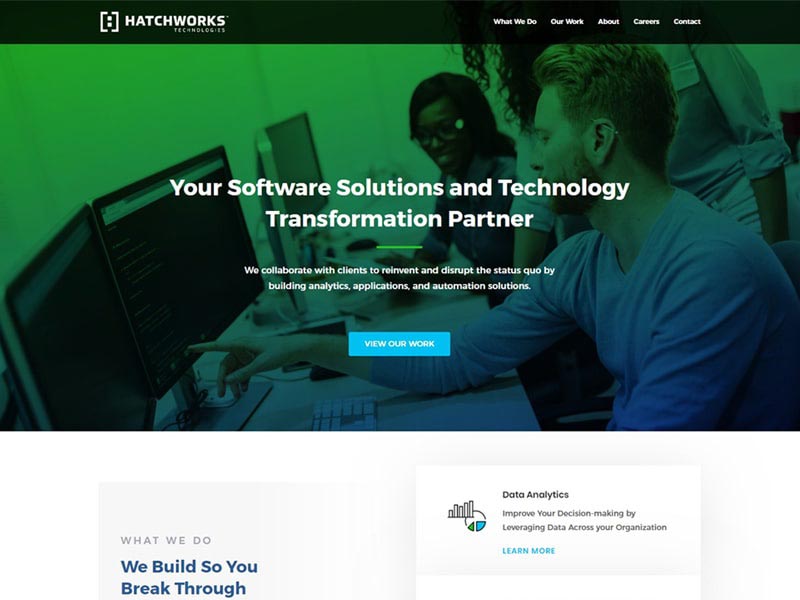 HATCHWORKS
TECHNOLOGIES
What We Do Our Work About Careers Contact
Your Software Solutions and Technology
Transformation Partner
We collaborate with clients to reinvent and disrupt the status quo by
building analytics, applications, and automation solutions.
VIEW OUR WORK
WHAT WE DO
We Build So You
Break Through
Data Analytics
Improve Your Decision-making by
Leveraging Data Across your Organization
LEARN MORE